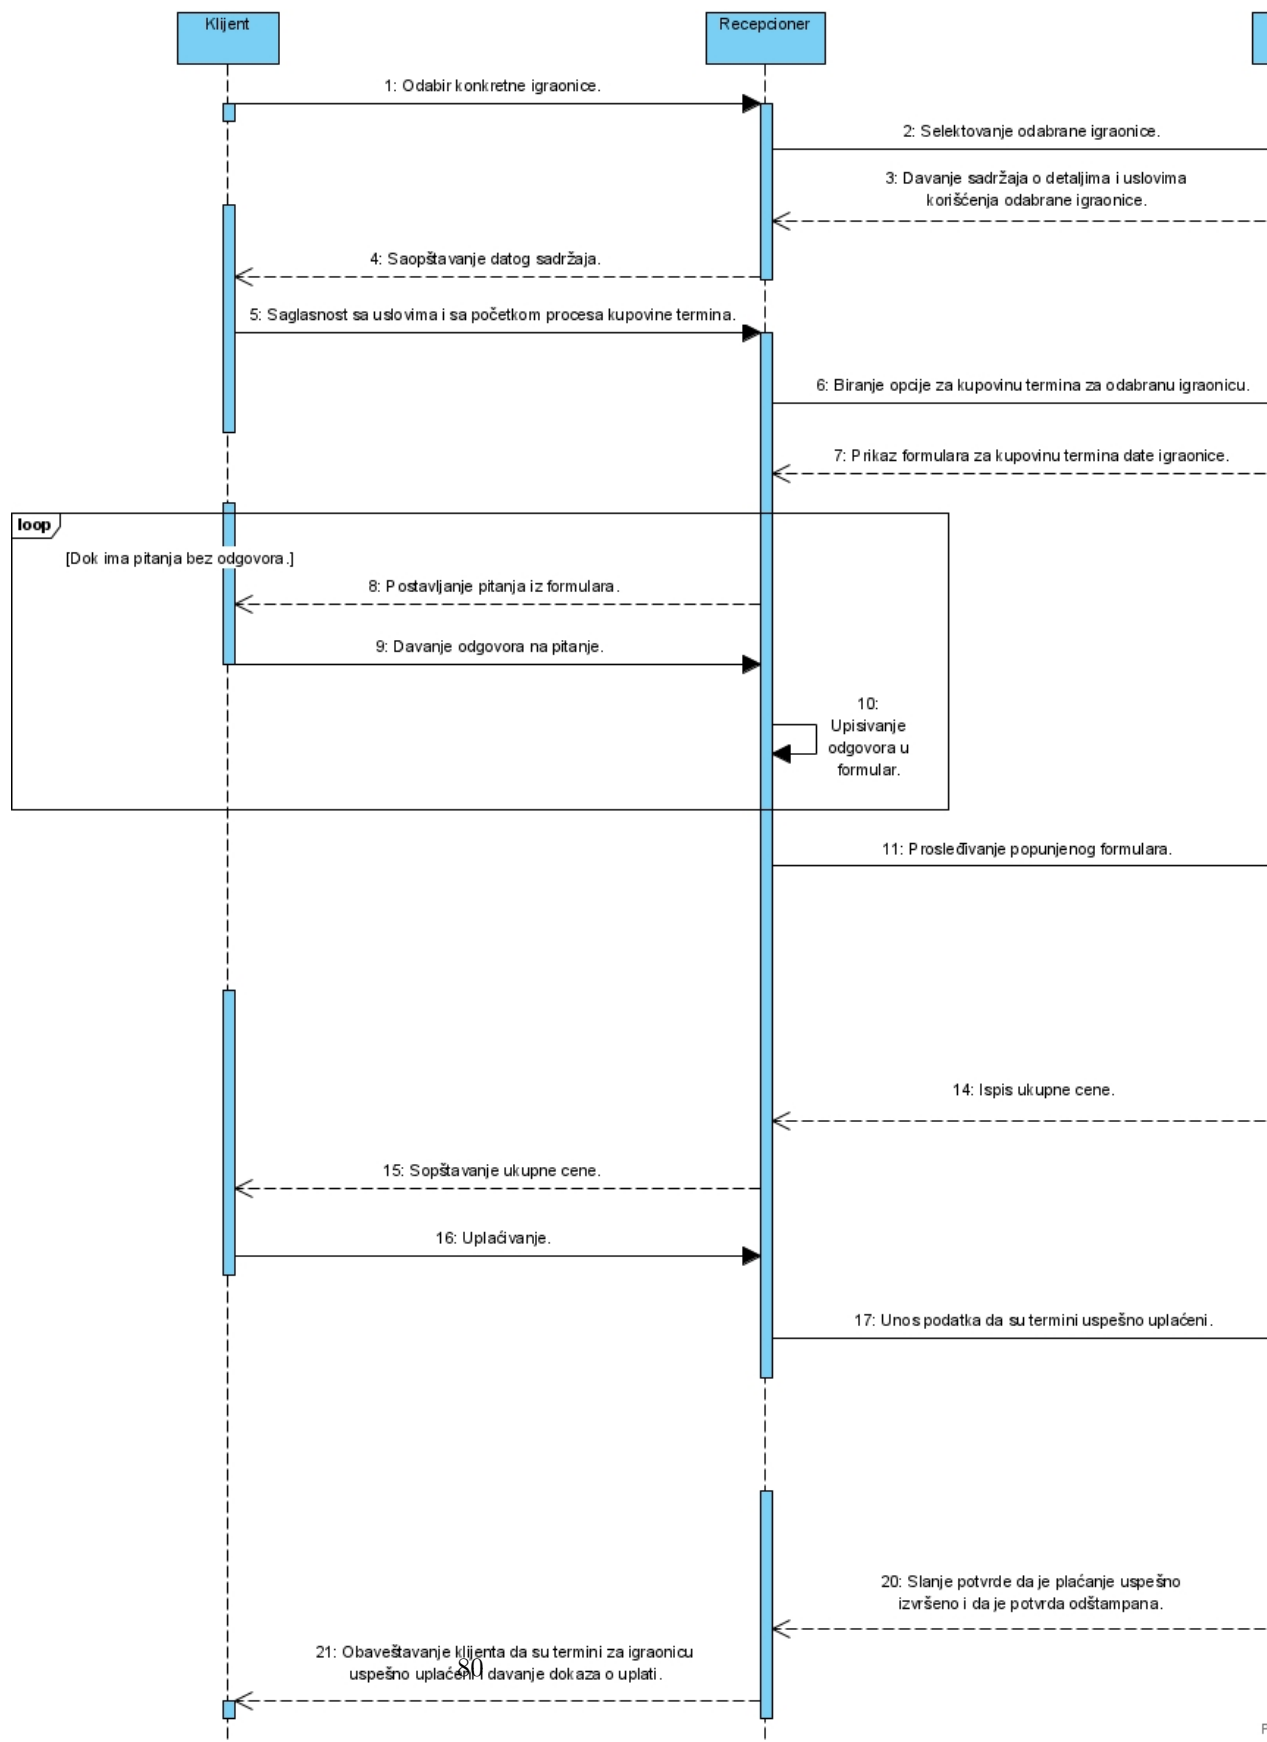 Klijent
Recepcioner
1: Odabir konkretne igraonice.
2: Selektovanje odabrane igraonice.
3: Davanje sadržaja o detaljima i uslovima
korišćenja odabrane igraonice.
4: Saopštavanje datog sadržaja.
5: Saglasnost sa uslovima i sa početkom procesa kupovine termina.
6: Biranje opcije za kupovinu termina za odabranu igraonicu.
7: Prikaz formulara za kupovinu termina date igraonice.
loop
[Dok ima pitanja bez odgovora.]
8: Postavljanje pitanja iz formulara.
9: Davanje odgovora na pitanje.
10:
Upisivanje
odgovora u
formular.
11: Prosleđivanje popunjenog formulara.
14: Ispis ukupne cene.
15: Sopštavanje ukupne cene.
16: Uplaćivanje.
17: Unos podatka da su termini uspešno uplaćeni.
20: Slanje potvrde da je plaćanje uspešno
izvršeno i da je potvrda odštampana.
21: Obaveštavanje klijenta da su termini za igraonicu
uspešno uplaćeni i davanje dokaza o uplati.
80